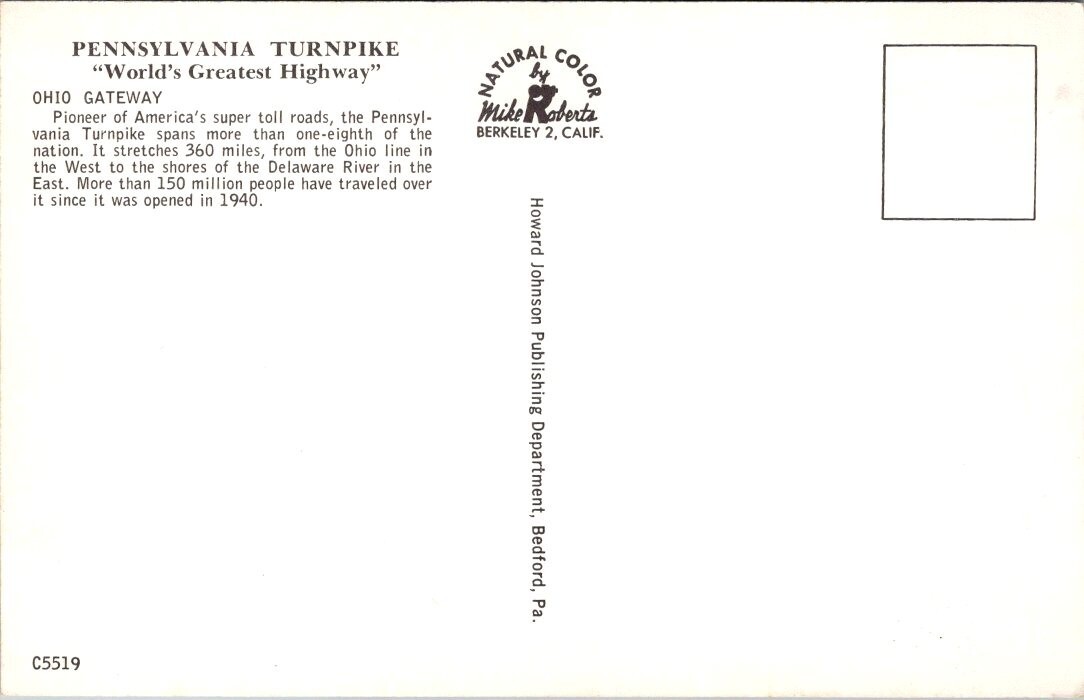 PENNSYLVANIA TURNPIKE
"World's Greatest Highway"
OHIO GATEWAY
Pioneer of America's super toll roads, the Pennsyl-
vania Turnpike spans more than one-eighth of the
nation. It stretches 360 miles, from the Ohio line in
the West to the shores of the Delaware River in the
East. More than 150 million people have traveled over
it since it was opened in 1940.
NATURAL COLOR
by
Mike Roberts
BERKELEY 2, CALIF.
Howard Johnson Publishing Department, Bedford, Pa.
C5519